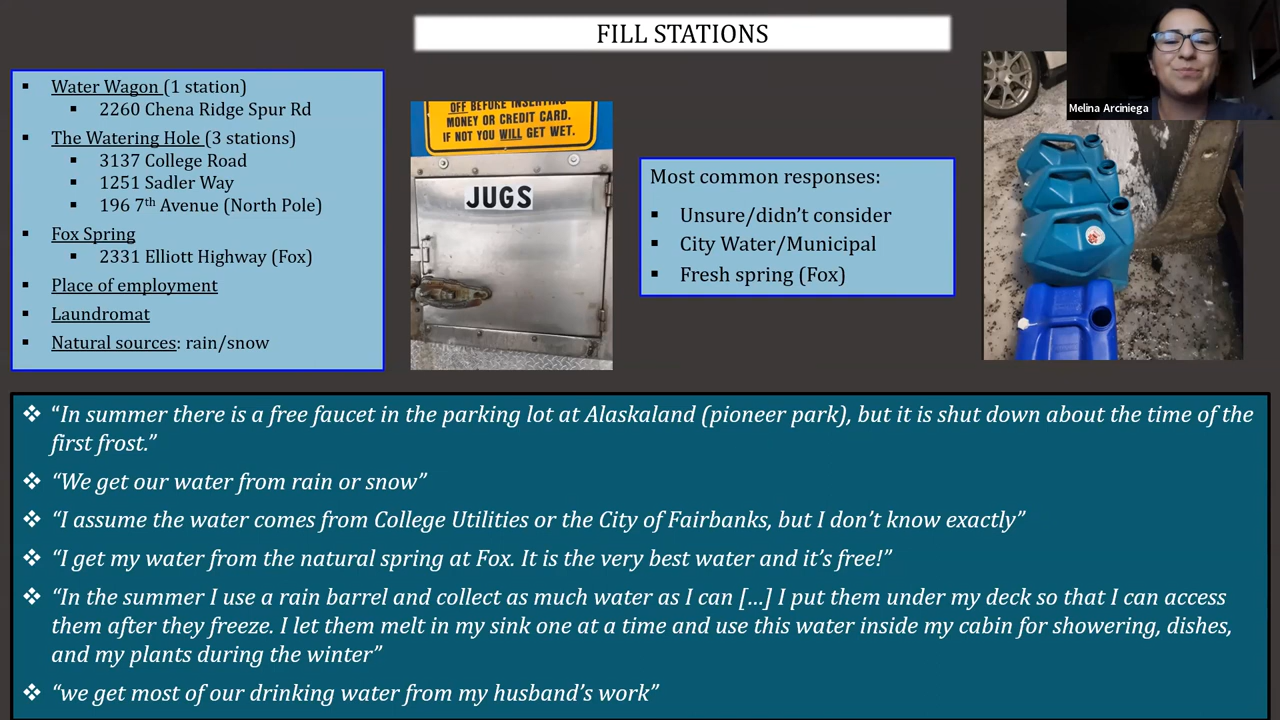 FILL STATIONS
Melina Arciniega
▪ Water Wagon (1 station)
▪ 2260 Chena Ridge Spur Rd
▪ The Watering Hole (3 stations)
▪ 3137 College Road
▪ 1251 Sadler Way
▪ 196 7th Avenue (North Pole)
▪ Fox Spring
▪ 2331 Elliott Highway (Fox)
▪ Place of employment
▪ Laundromat
▪ Natural sources: rain/snow
OFF BEFORE INSERTING
MONEY OR CREDIT CARD.
IF NOT YOU WILL GET WET.
JUGS
Most common responses:
▪ Unsure/didn’t consider
▪ City Water/Municipal
▪ Fresh spring (Fox)
❖ “In summer there is a free faucet in the parking lot at Alaskaland (pioneer park), but it is shut down about the time of the
first frost.”
❖ “We get our water from rain or snow”
❖ “I assume the water comes from College Utilities or the City of Fairbanks, but I don’t know exactly”
❖ “I get my water from the natural spring at Fox. It is the very best water and it’s free!”
❖ “In the summer I use a rain barrel and collect as much water as I can […] I put them under my deck so that I can access
them after they freeze. I let them melt in my sink one at a time and use this water inside my cabin for showering, dishes,
and my plants during the winter”
❖ “we get most of our drinking water from my husband’s work”